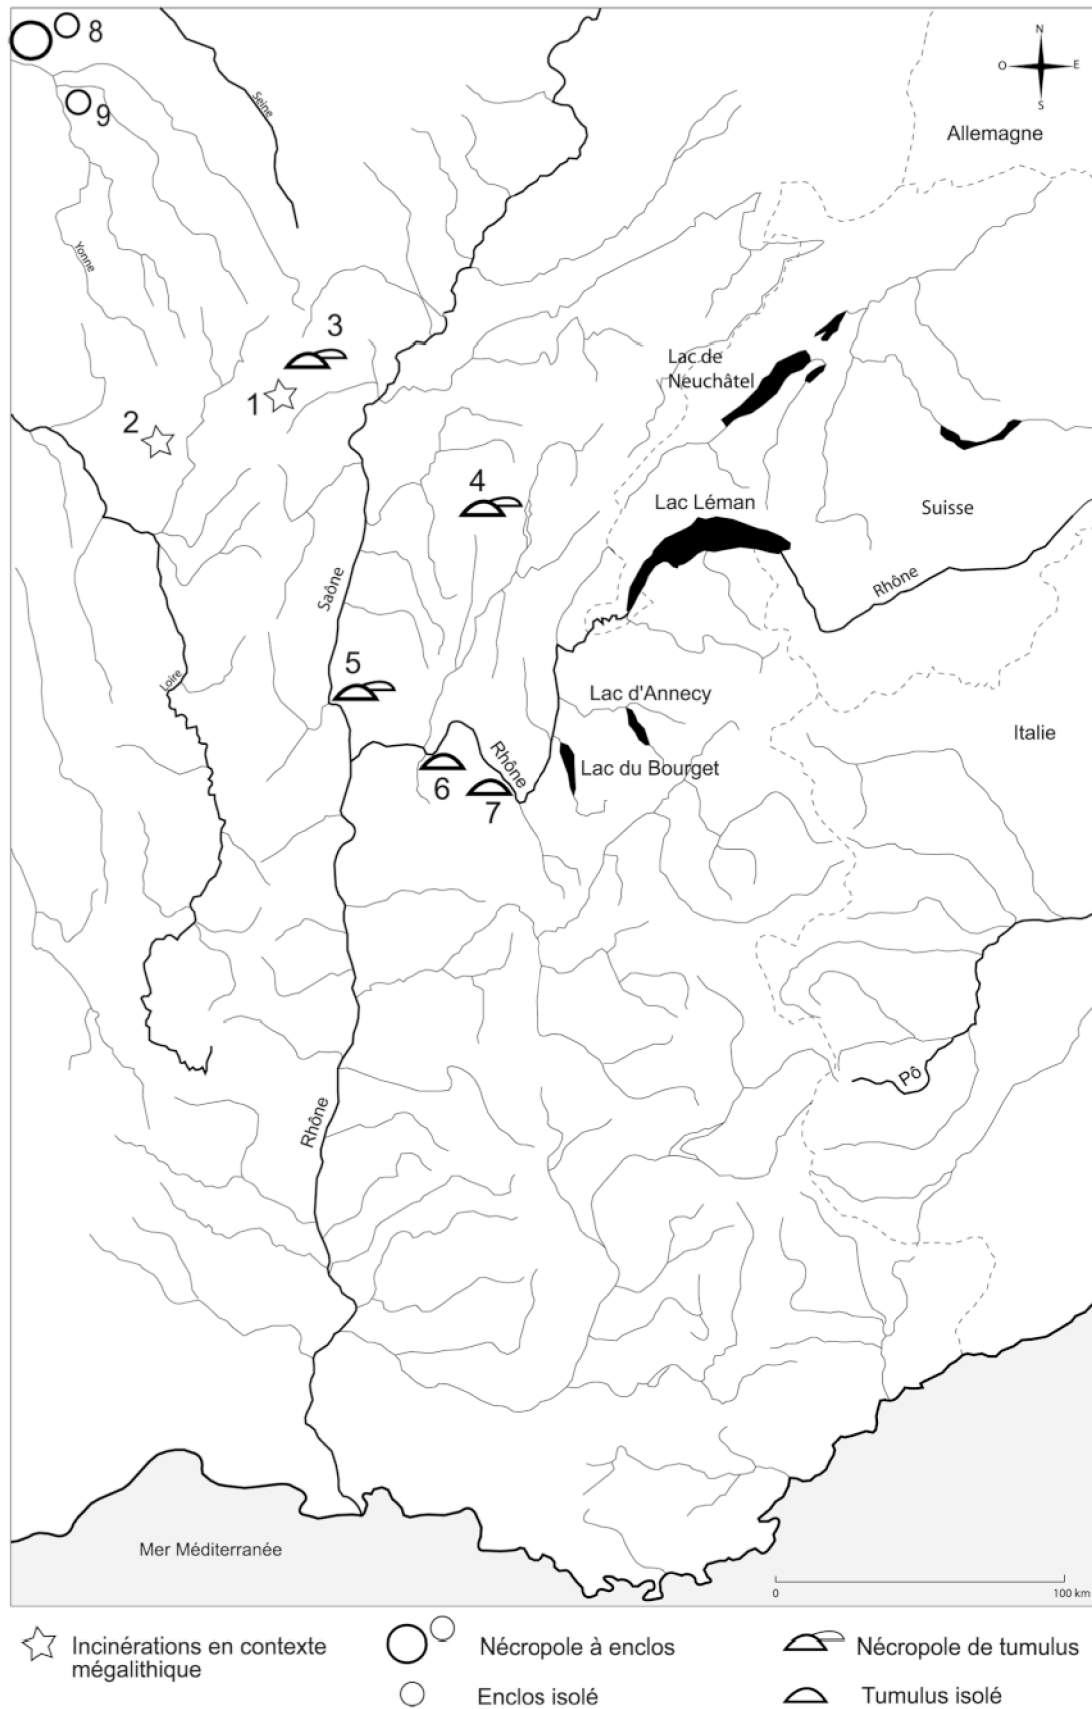 8
9
Seine
N
O
E
S
Allemagne
Yonne
3
1
2
Lac de
Neuchâtel
4
Lac Léman
Suisse
Rhône
Saône
5
Loire
Lac d'Annecy
Italie
Rhône
Lac du Bourget
6
7
Pô
Rhône
Mer Méditerranée
0
100 km
Incinérations en contexte
mégalithique
Nécropole à enclos
Enclos isolé
Nécropole de tumulus
Tumulus isolé